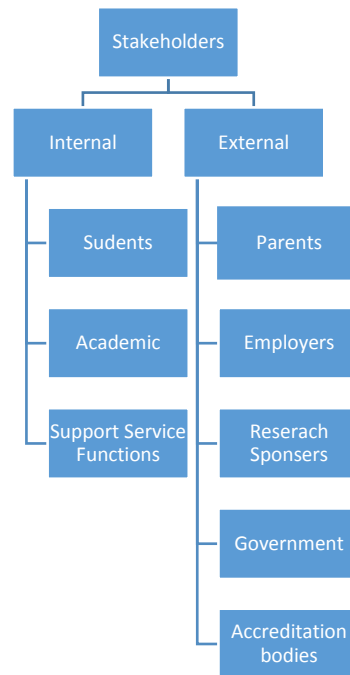 Stakeholders
Internal
External
Sudents
Parents
Academic
Employers
Support Service
Functions
Reserach
Sponsers
Government
Accreditation
bodies